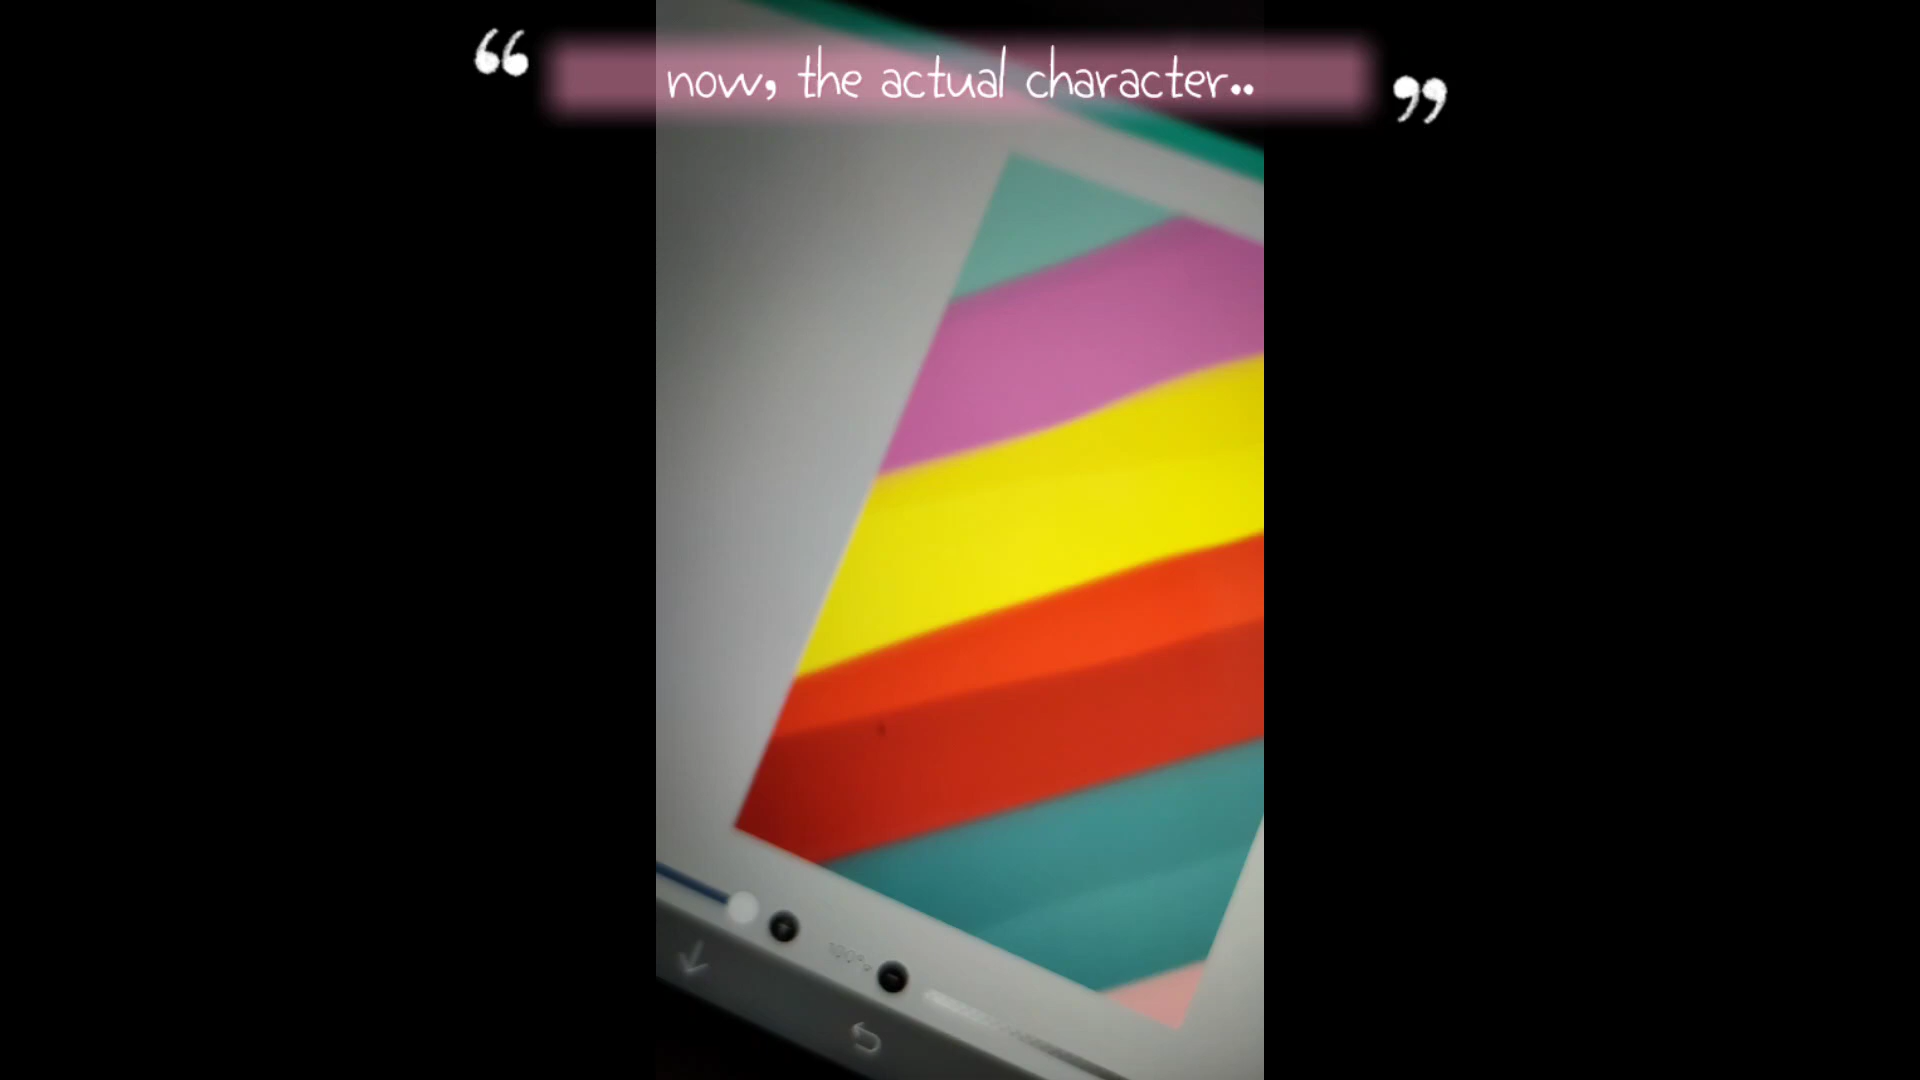 “ now, the actual character.. ”